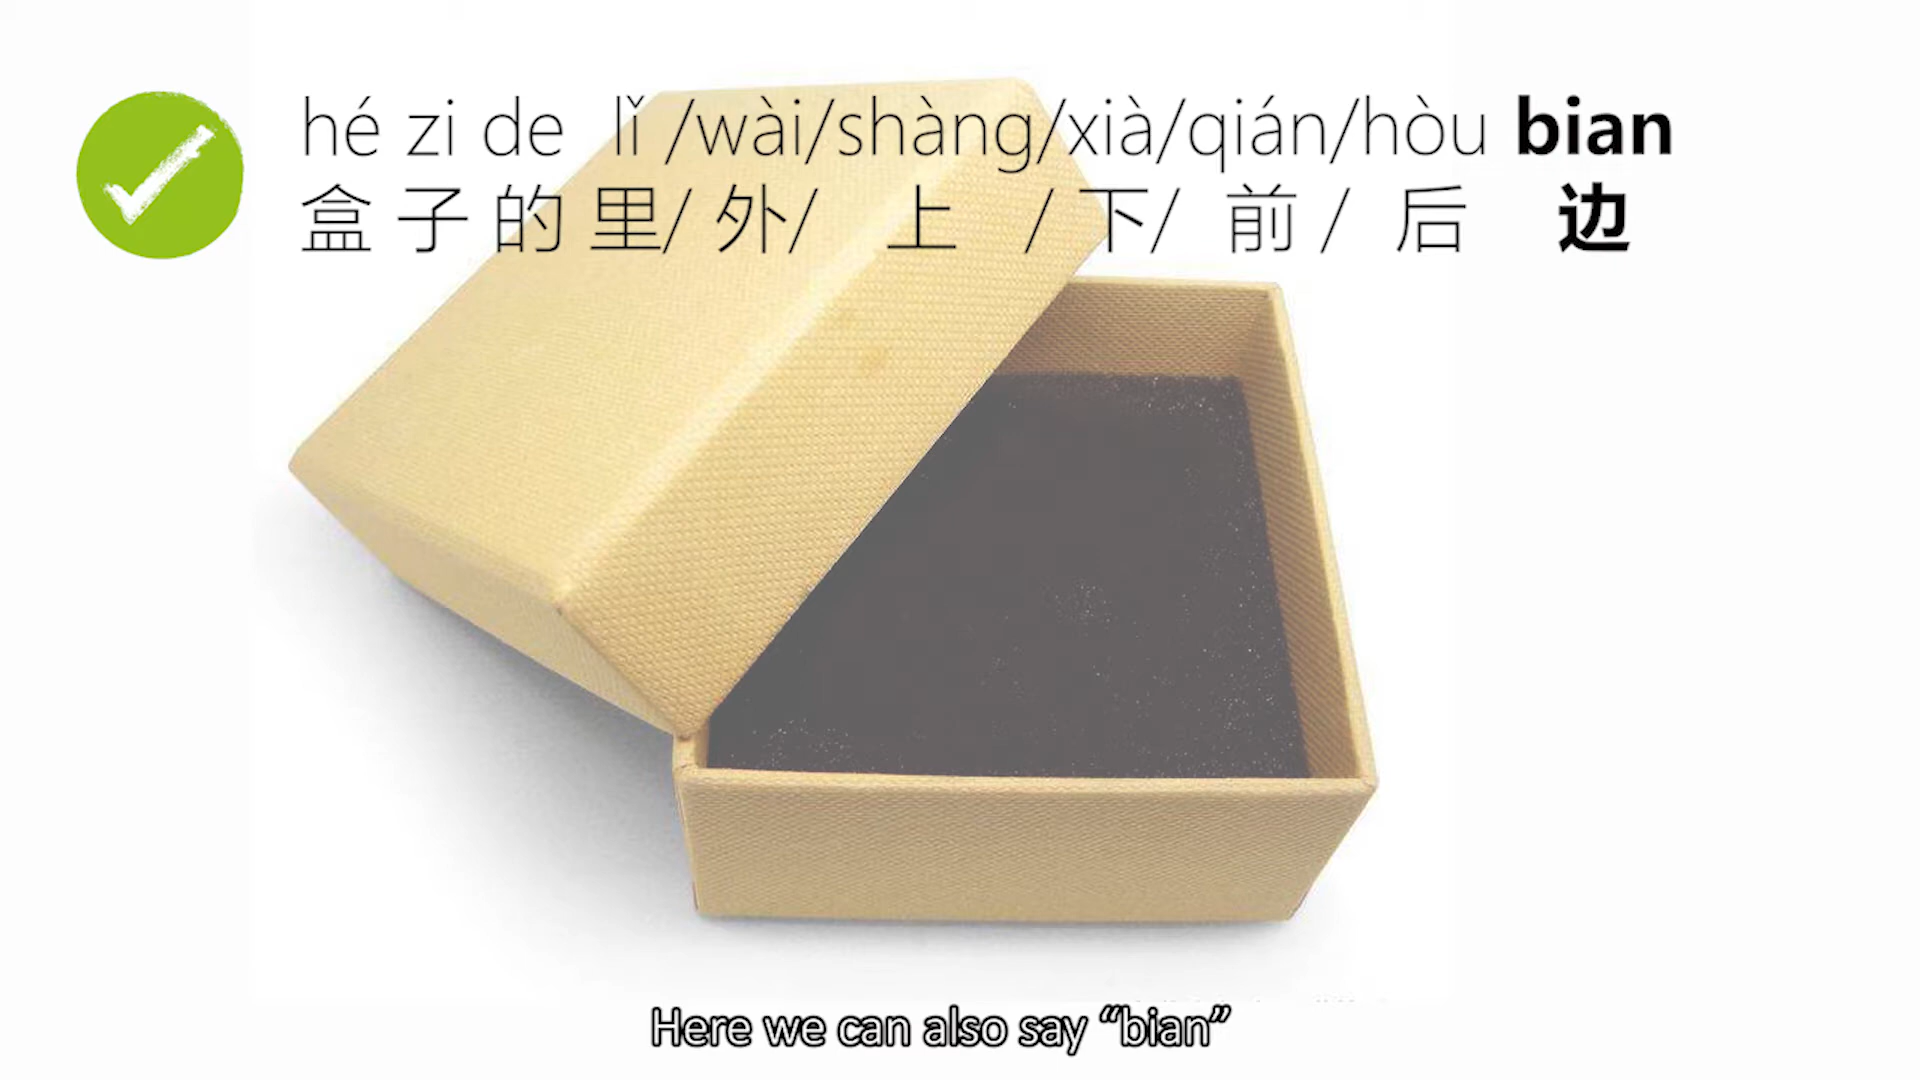 hé zi de lǐ /wài/shàng/xià/qián/hòu bian
盒 子 的 里/ 外/ 上 / 下/ 前 / 后 边
Here we can also say “bian”